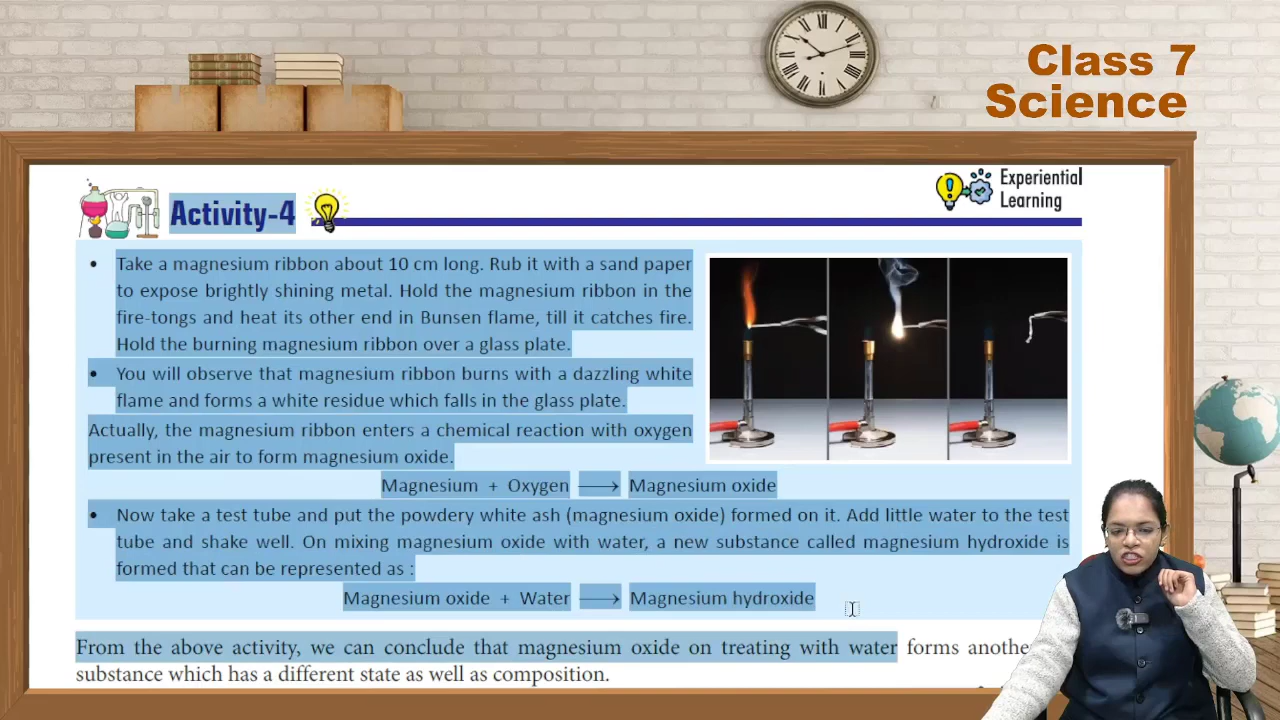 Class 7
Science
Experiential
Learning
Activity-4
• Take a magnesium ribbon about 10 cm long. Rub it with a sand paper
to expose brightly shining metal. Hold the magnesium ribbon in the
fire-tongs and heat its other end in Bunsen flame, till it catches fire.
Hold the burning magnesium ribbon over a glass plate.
• You will observe that magnesium ribbon burns with a dazzling white
flame and forms a white residue which falls in the glass plate.
Actually, the magnesium ribbon enters a chemical reaction with oxygen
present in the air to form magnesium oxide.
Magnesium + Oxygen ⟶ Magnesium oxide
• Now take a test tube and put the powdery white ash (magnesium oxide) formed on it. Add little water to the test
tube and shake well. On mixing magnesium oxide with water, a new substance called magnesium hydroxide is
formed that can be represented as :
Magnesium oxide + Water ⟶ Magnesium hydroxide
From the above activity, we can conclude that magnesium oxide on treating with water forms
substance which has a different state as well as composition.